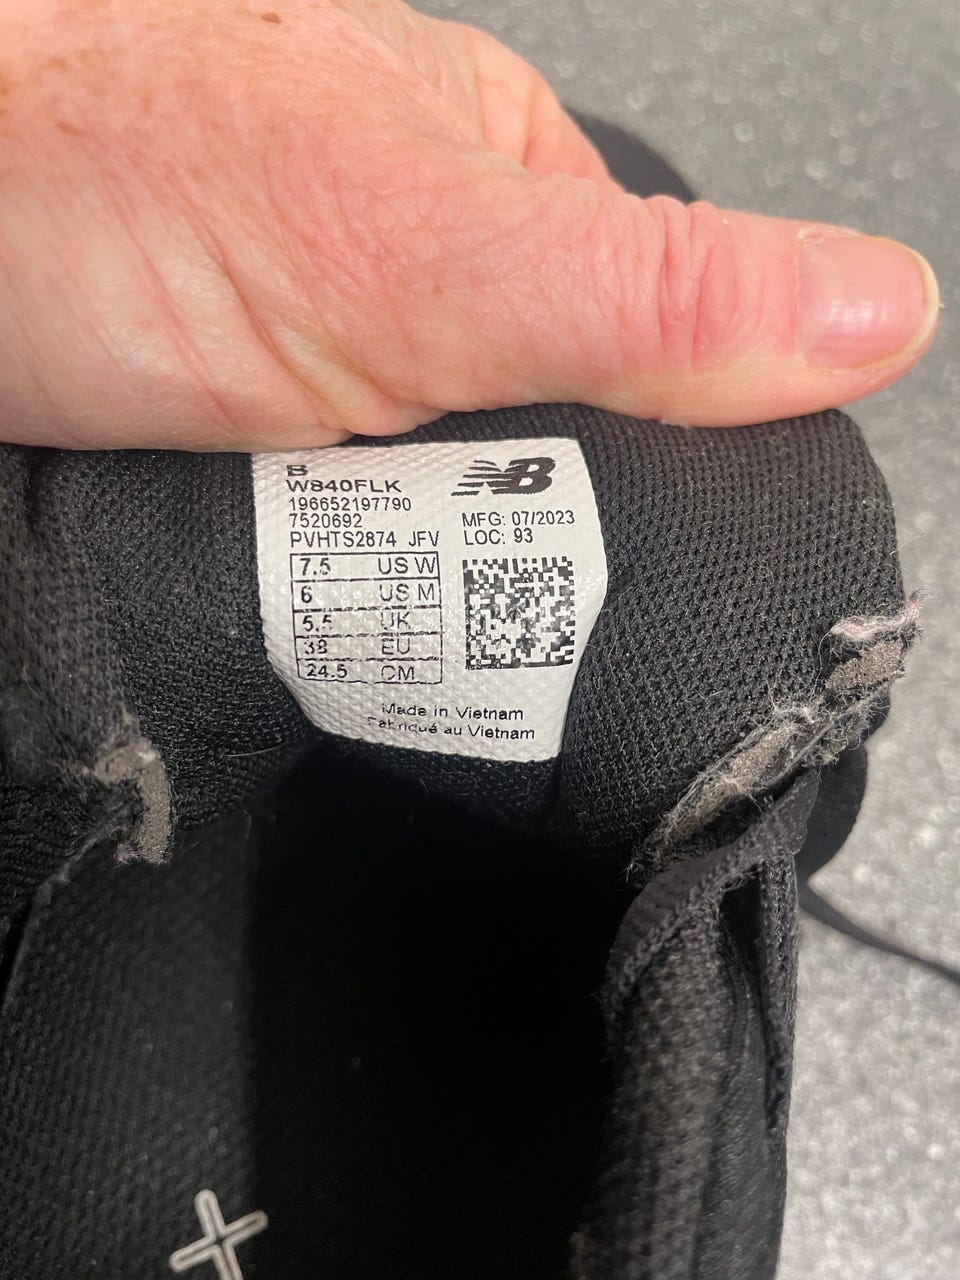 B
W840FLK
196652197790
7520692
PVHTS2874 JFV
NB
MFG: 07/2023
LOC: 93
7.5 US W
6 US M
5.5 UK
38 EU
24.5 CM
Made in Vietnam
Fabriqué au Vietnam